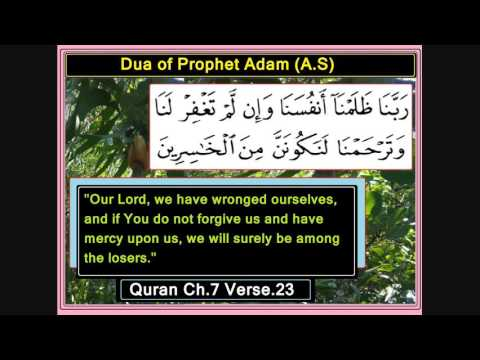 Dua of Prophet Adam (A.S)
رَبَّنَا ظَلَمْنَآ أَنفُسَنَا وَإِن لَّمْ تَغْفِرْ لَنَا
وَتَرْحَمْنَا لَنَكُونَنَّ مِنَ ٱلْخَـٰسِرِينَ
"Our Lord, we have wronged ourselves,
and if You do not forgive us and have
mercy upon us, we will surely be among
the losers."
Quran Ch.7 Verse.23